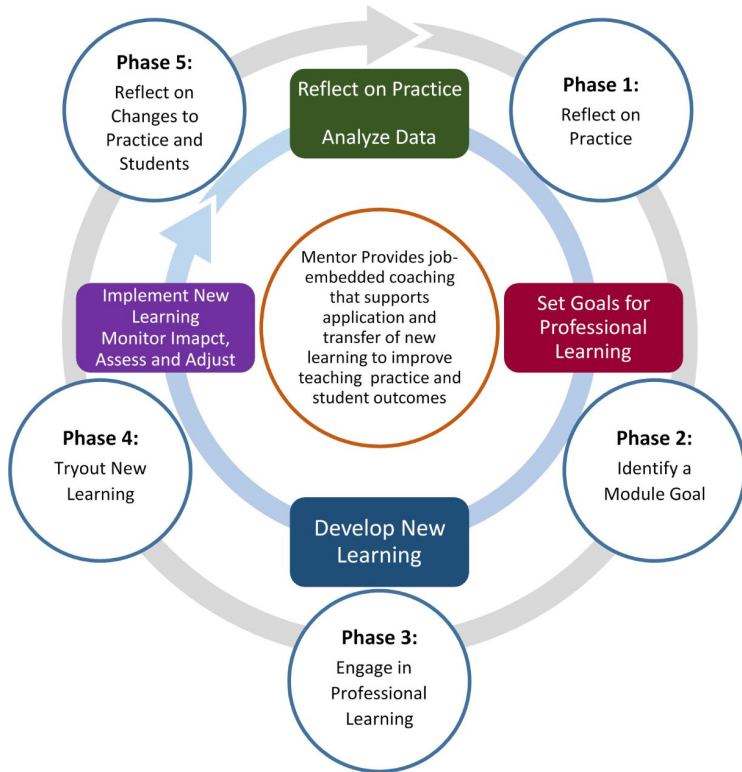 Phase 5:
Reflect on
Changes to
Practice and
Students
Reflect on Practice
Analyze Data
Phase 1:
Reflect on
Practice
Implement New
Learning
Monitor Imapct,
Assess and Adjust
Mentor Provides job-
embedded coaching
that supports
application and
transfer of new
learning to improve
teaching practice and
student outcomes
Set Goals for
Professional
Learning
Phase 4:
Tryout New
Learning
Phase 2:
Identify a
Module Goal
Develop New
Learning
Phase 3:
Engage in
Professional
Learning